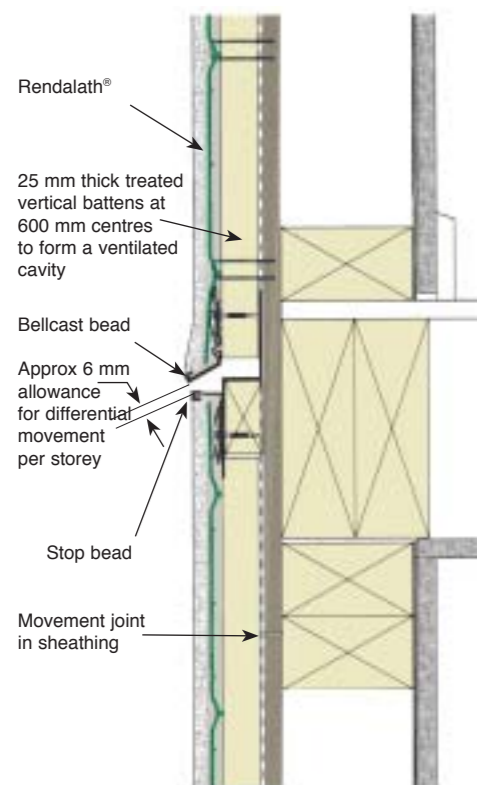 Rendalath®
25 mm thick treated
vertical battens at
600 mm centres
to form a ventilated
cavity
Bellcast bead
Approx 6 mm
allowance
for differential
movement
per storey
Stop bead
Movement joint
in sheathing